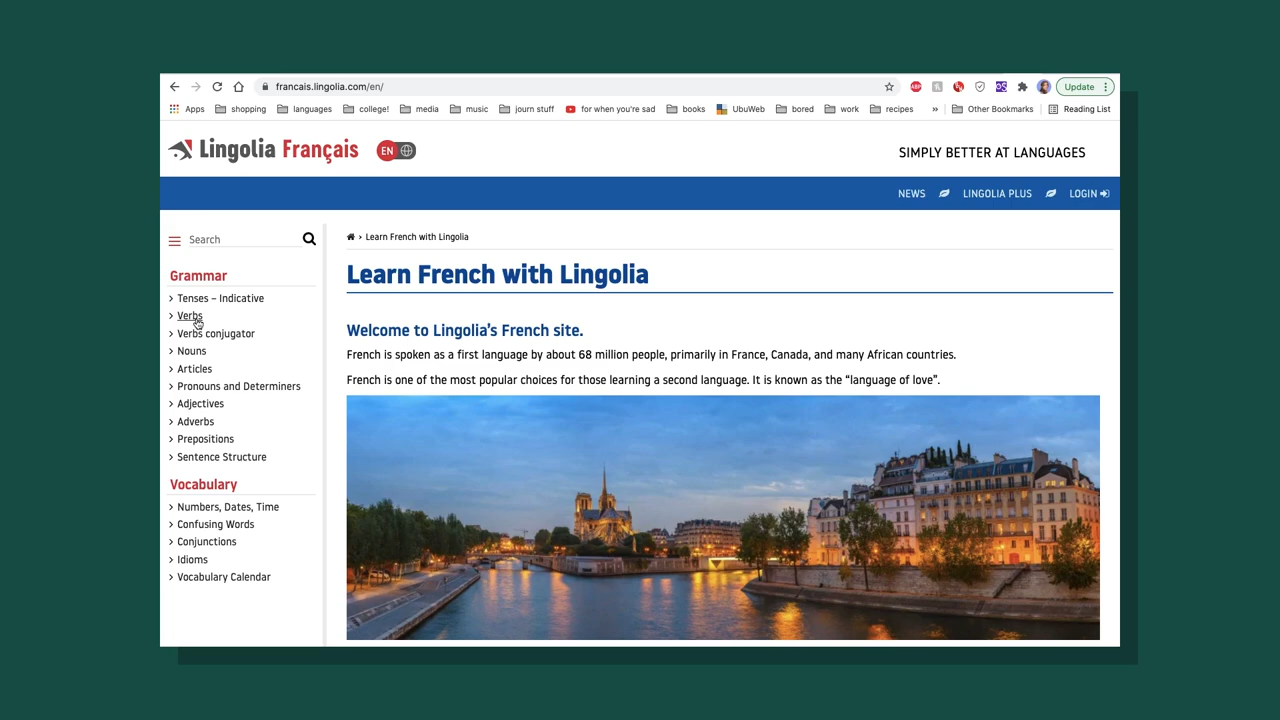 francais.lingolia.com/en/
Update
Apps shopping languages college! media music journ stuff for when you're sad books UbuWeb bored work recipes » Other Bookmarks Reading List
Lingolia Français EN
SIMPLY BETTER AT LANGUAGES
NEWS LINGOLIA PLUS LOGIN
Search
Grammar
Tenses – Indicative
Verbs
Verbs conjugator
Nouns
Articles
Pronouns and Determiners
Adjectives
Adverbs
Prepositions
Sentence Structure
Vocabulary
Numbers, Dates, Time
Confusing Words
Conjunctions
Idioms
Vocabulary Calendar
› Learn French with Lingolia
Learn French with Lingolia
Welcome to Lingolia's French site.
French is spoken as a first language by about 68 million people, primarily in France, Canada, and many African countries.
French is one of the most popular choices for those learning a second language. It is known as the “language of love”.